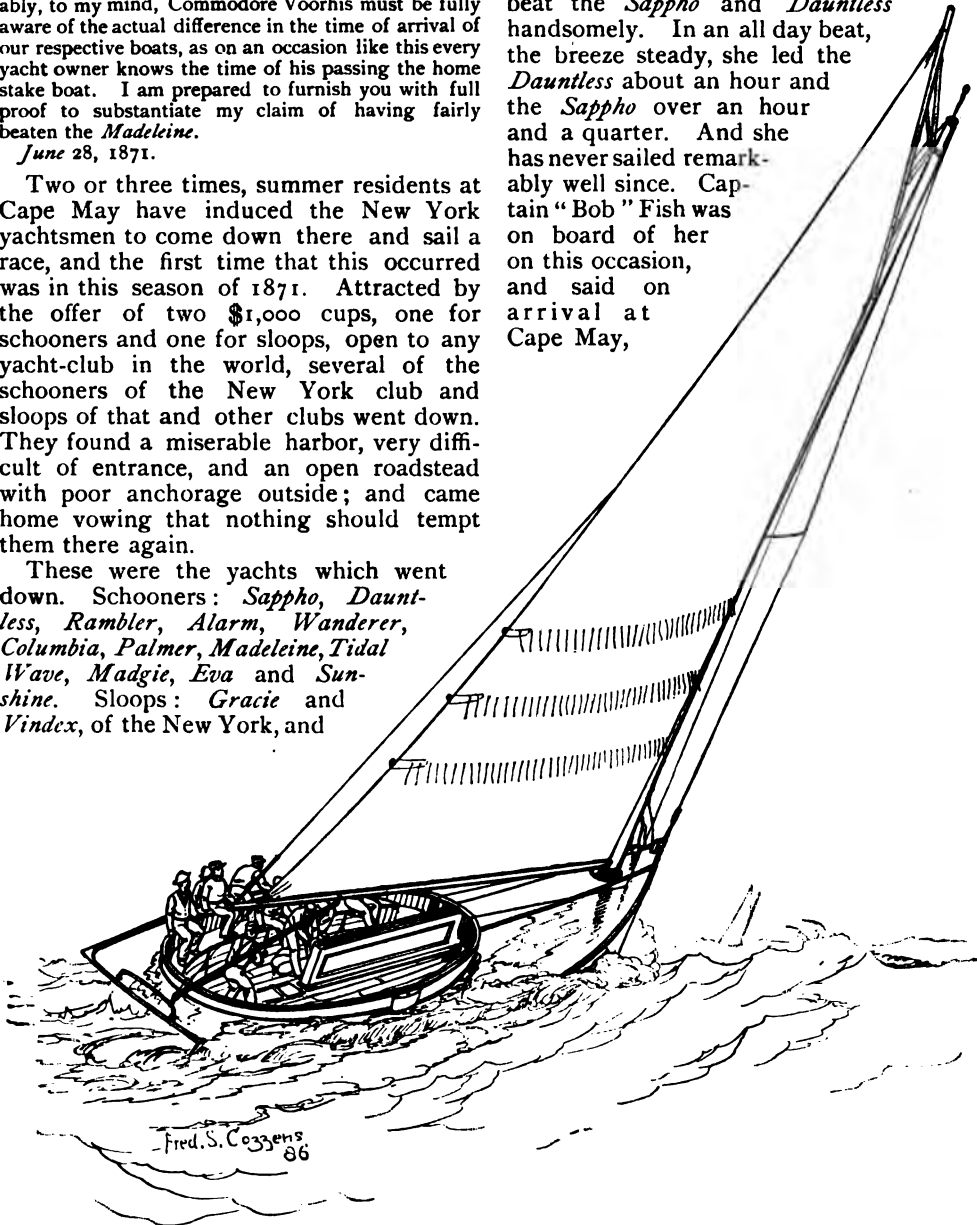 ably, to my mind, Commodore Voorhis must be fully
aware of the actual difference in the time of arrival of
our respective boats, as on an occasion like this every
yacht owner knows the time of his passing the home
stake boat. I am prepared to furnish you with full
proof to substantiate my claim of having fairly
beaten the Madeleine.
June 28, 1871.
Two or three times, summer residents at
Cape May have induced the New York
yachtsmen to come down there and sail a
race, and the first time that this occurred
was in this season of 1871. Attracted by
the offer of two $1,000 cups, one for
schooners and one for sloops, open to any
yacht-club in the world, several of the
schooners of the New York club and
sloops of that and other clubs went down.
They found a miserable harbor, very diffi-
cult of entrance, and an open roadstead
with poor anchorage outside; and came
home vowing that nothing should tempt
them there again.
These were the yachts which went
down. Schooners: Sappho, Daunt-
less, Rambler, Alarm, Wanderer,
Columbia, Palmer, Madeleine, Tidal
Wave, Madgie, Eva and Sun-
shine. Sloops: Gracie and
Vindex, of the New York, and
beat the Sappho and Dauntless
handsomely. In an all day beat,
the breeze steady, she led the
Dauntless about an hour and
the Sappho over an hour
and a quarter. And she
has never sailed remark-
ably well since. Cap-
tain "Bob" Fish was
on board of her
on this occasion,
and said on
arrival at
Cape May,
Fred. S. Cozzens.
86